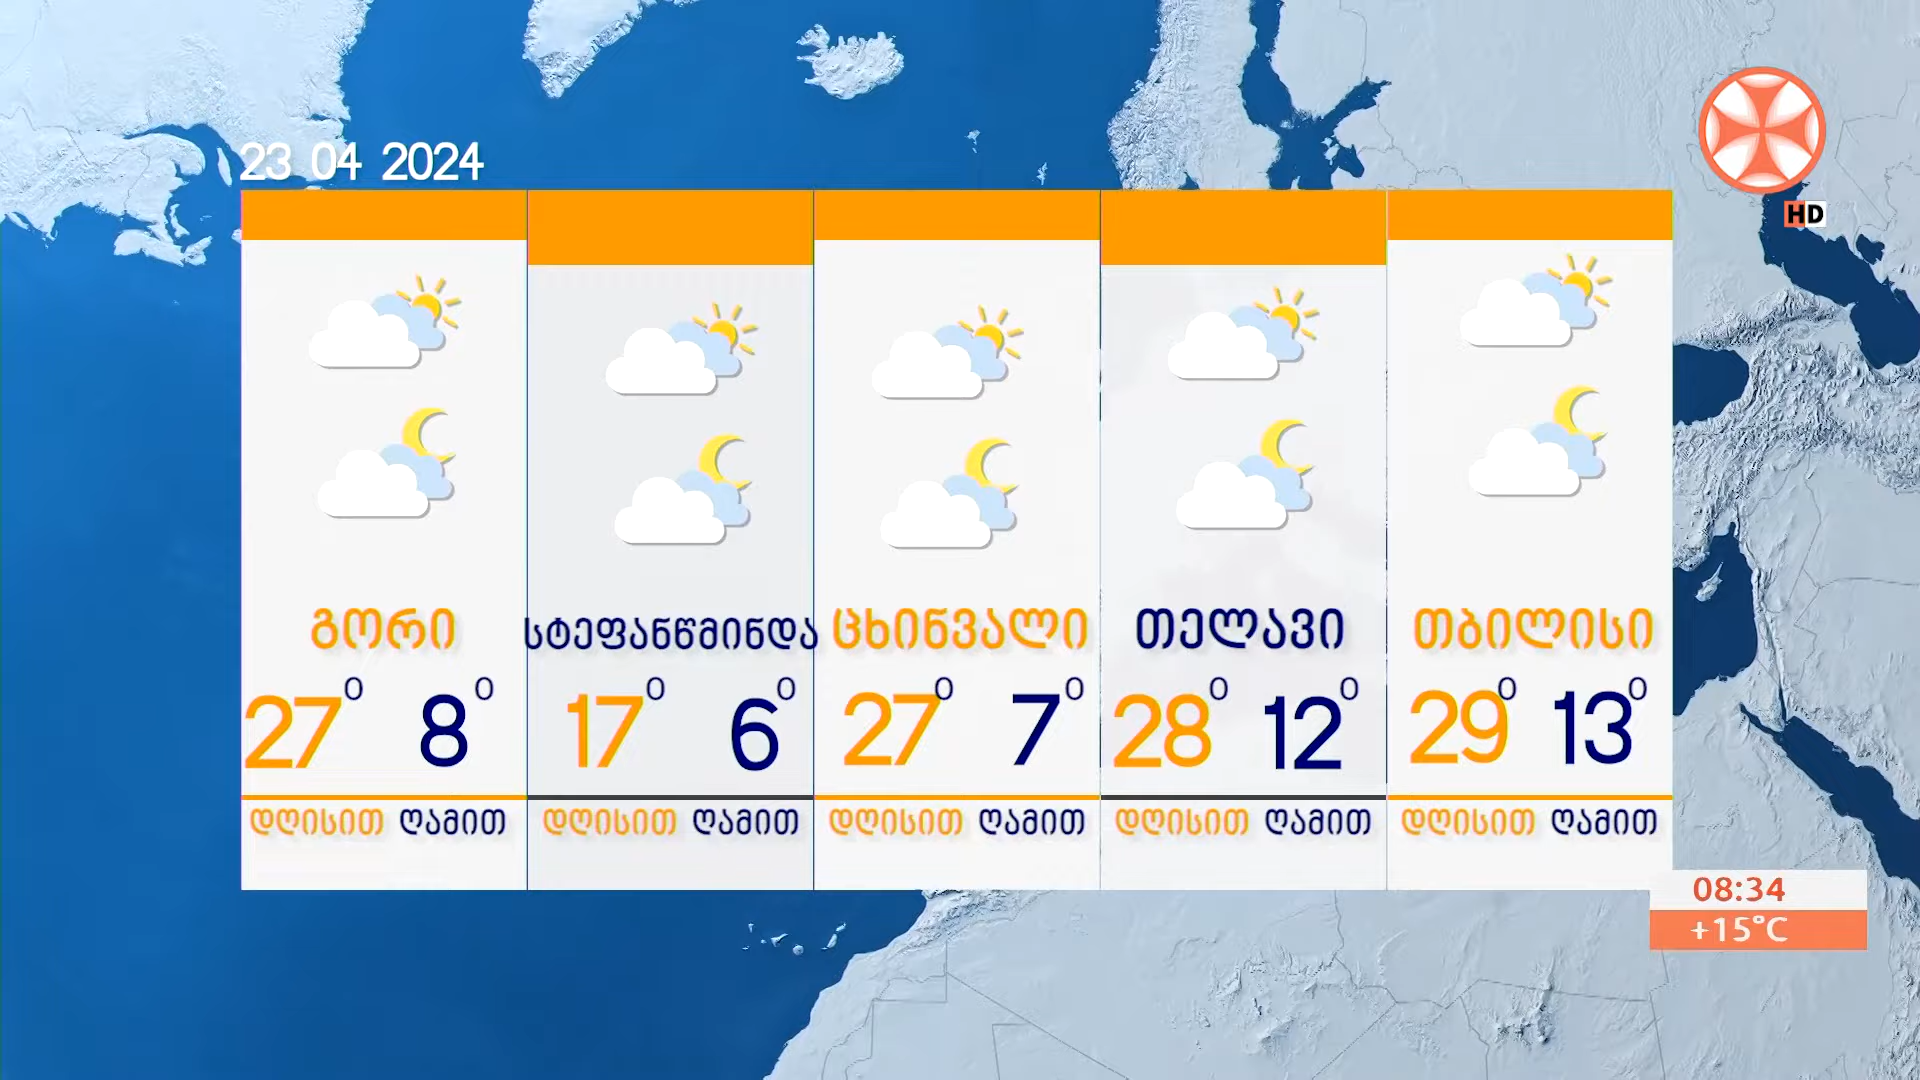 23 04 2024
HD
გორი
27° 8°
დღისით ღამით
სტეფანწმინდა
17° 6°
დღისით ღამით
ცხინვალი
27° 7°
დღისით ღამით
თელავი
28° 12°
დღისით ღამით
თბილისი
29° 13°
დღისით ღამით
08:34
+15°C